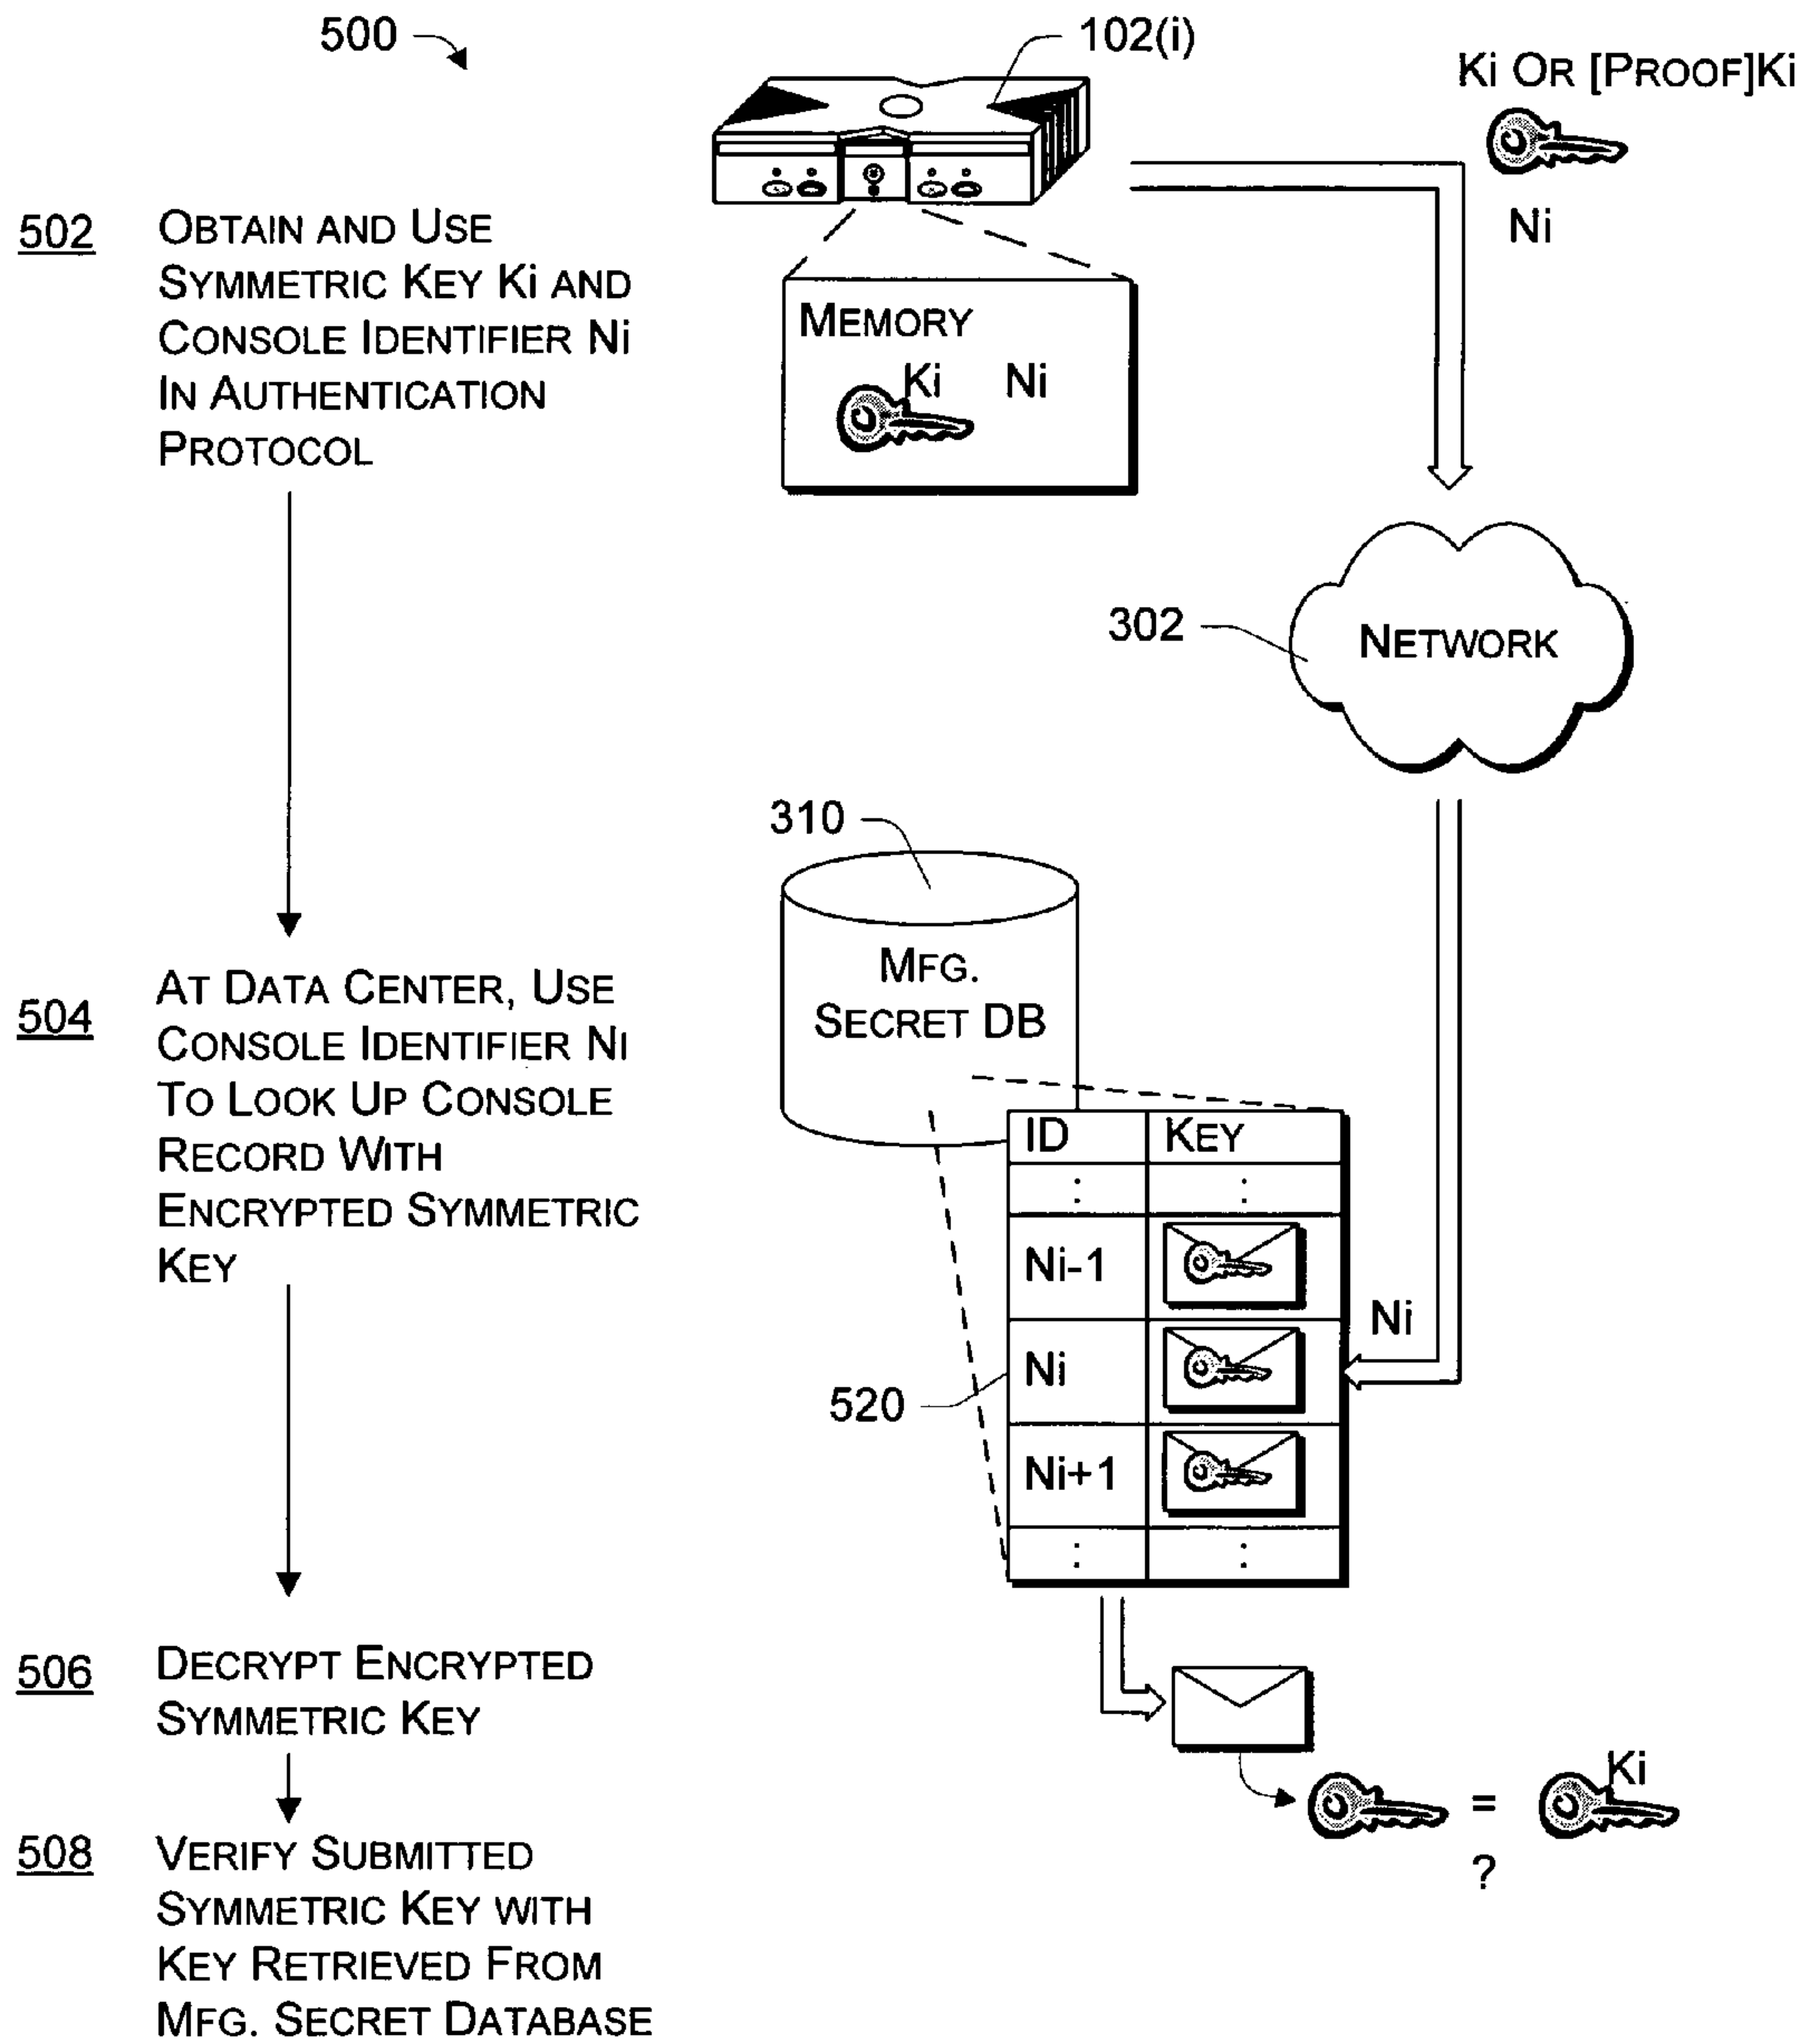 500
102(i)
Ki OR [PROOF]Ki
Ni
502
OBTAIN AND USE
SYMMETRIC KEY Ki AND
CONSOLE IDENTIFIER Ni
IN AUTHENTICATION
PROTOCOL
MEMORY
Ki Ni
302
NETWORK
310
MFG.
SECRET DB
504
AT DATA CENTER, USE
CONSOLE IDENTIFIER Ni
TO LOOK UP CONSOLE
RECORD WITH
ENCRYPTED SYMMETRIC
KEY
ID KEY
: :
Ni-1
Ni
Ni
520
Ni+1
: :
506
DECRYPT ENCRYPTED
SYMMETRIC KEY
Ki
=
?
508
VERIFY SUBMITTED
SYMMETRIC KEY WITH
KEY RETRIEVED FROM
MFG. SECRET DATABASE